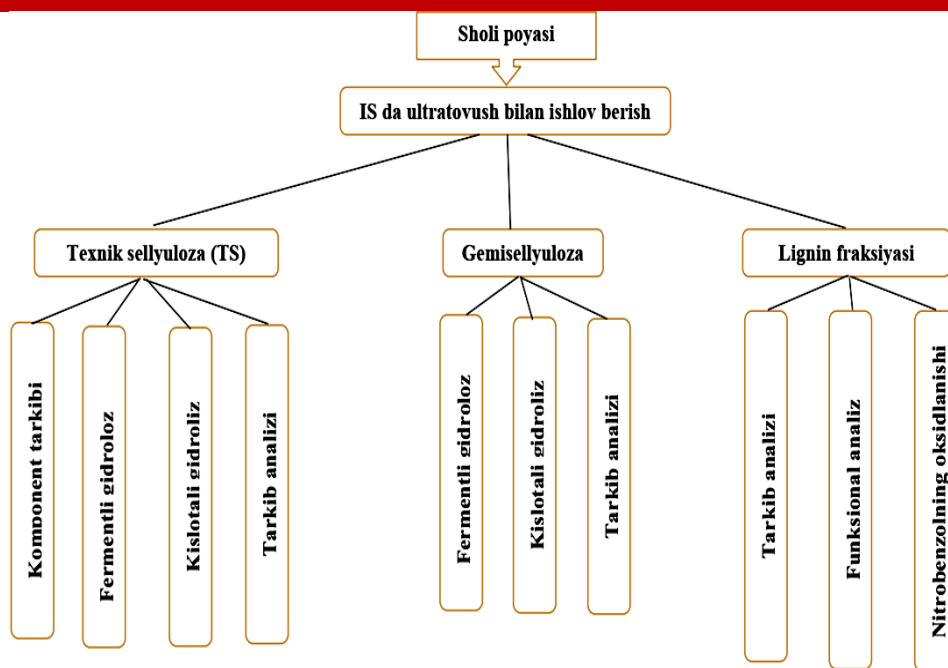 Sholi poyasi
IS da ultratovush bilan ishlov berish
Texnik sellyuloza (TS)
Gemisellyuloza
Lignin fraksiyasi
Komponent tarkibi
Fermentli gidroloz
Kislotali gidroliz
Tarkib analizi
Fermentli gidroloz
Kislotali gidroliz
Tarkib analizi
Tarkib analizi
Funksional analiz
Nitrobenzolning oksidlanishi